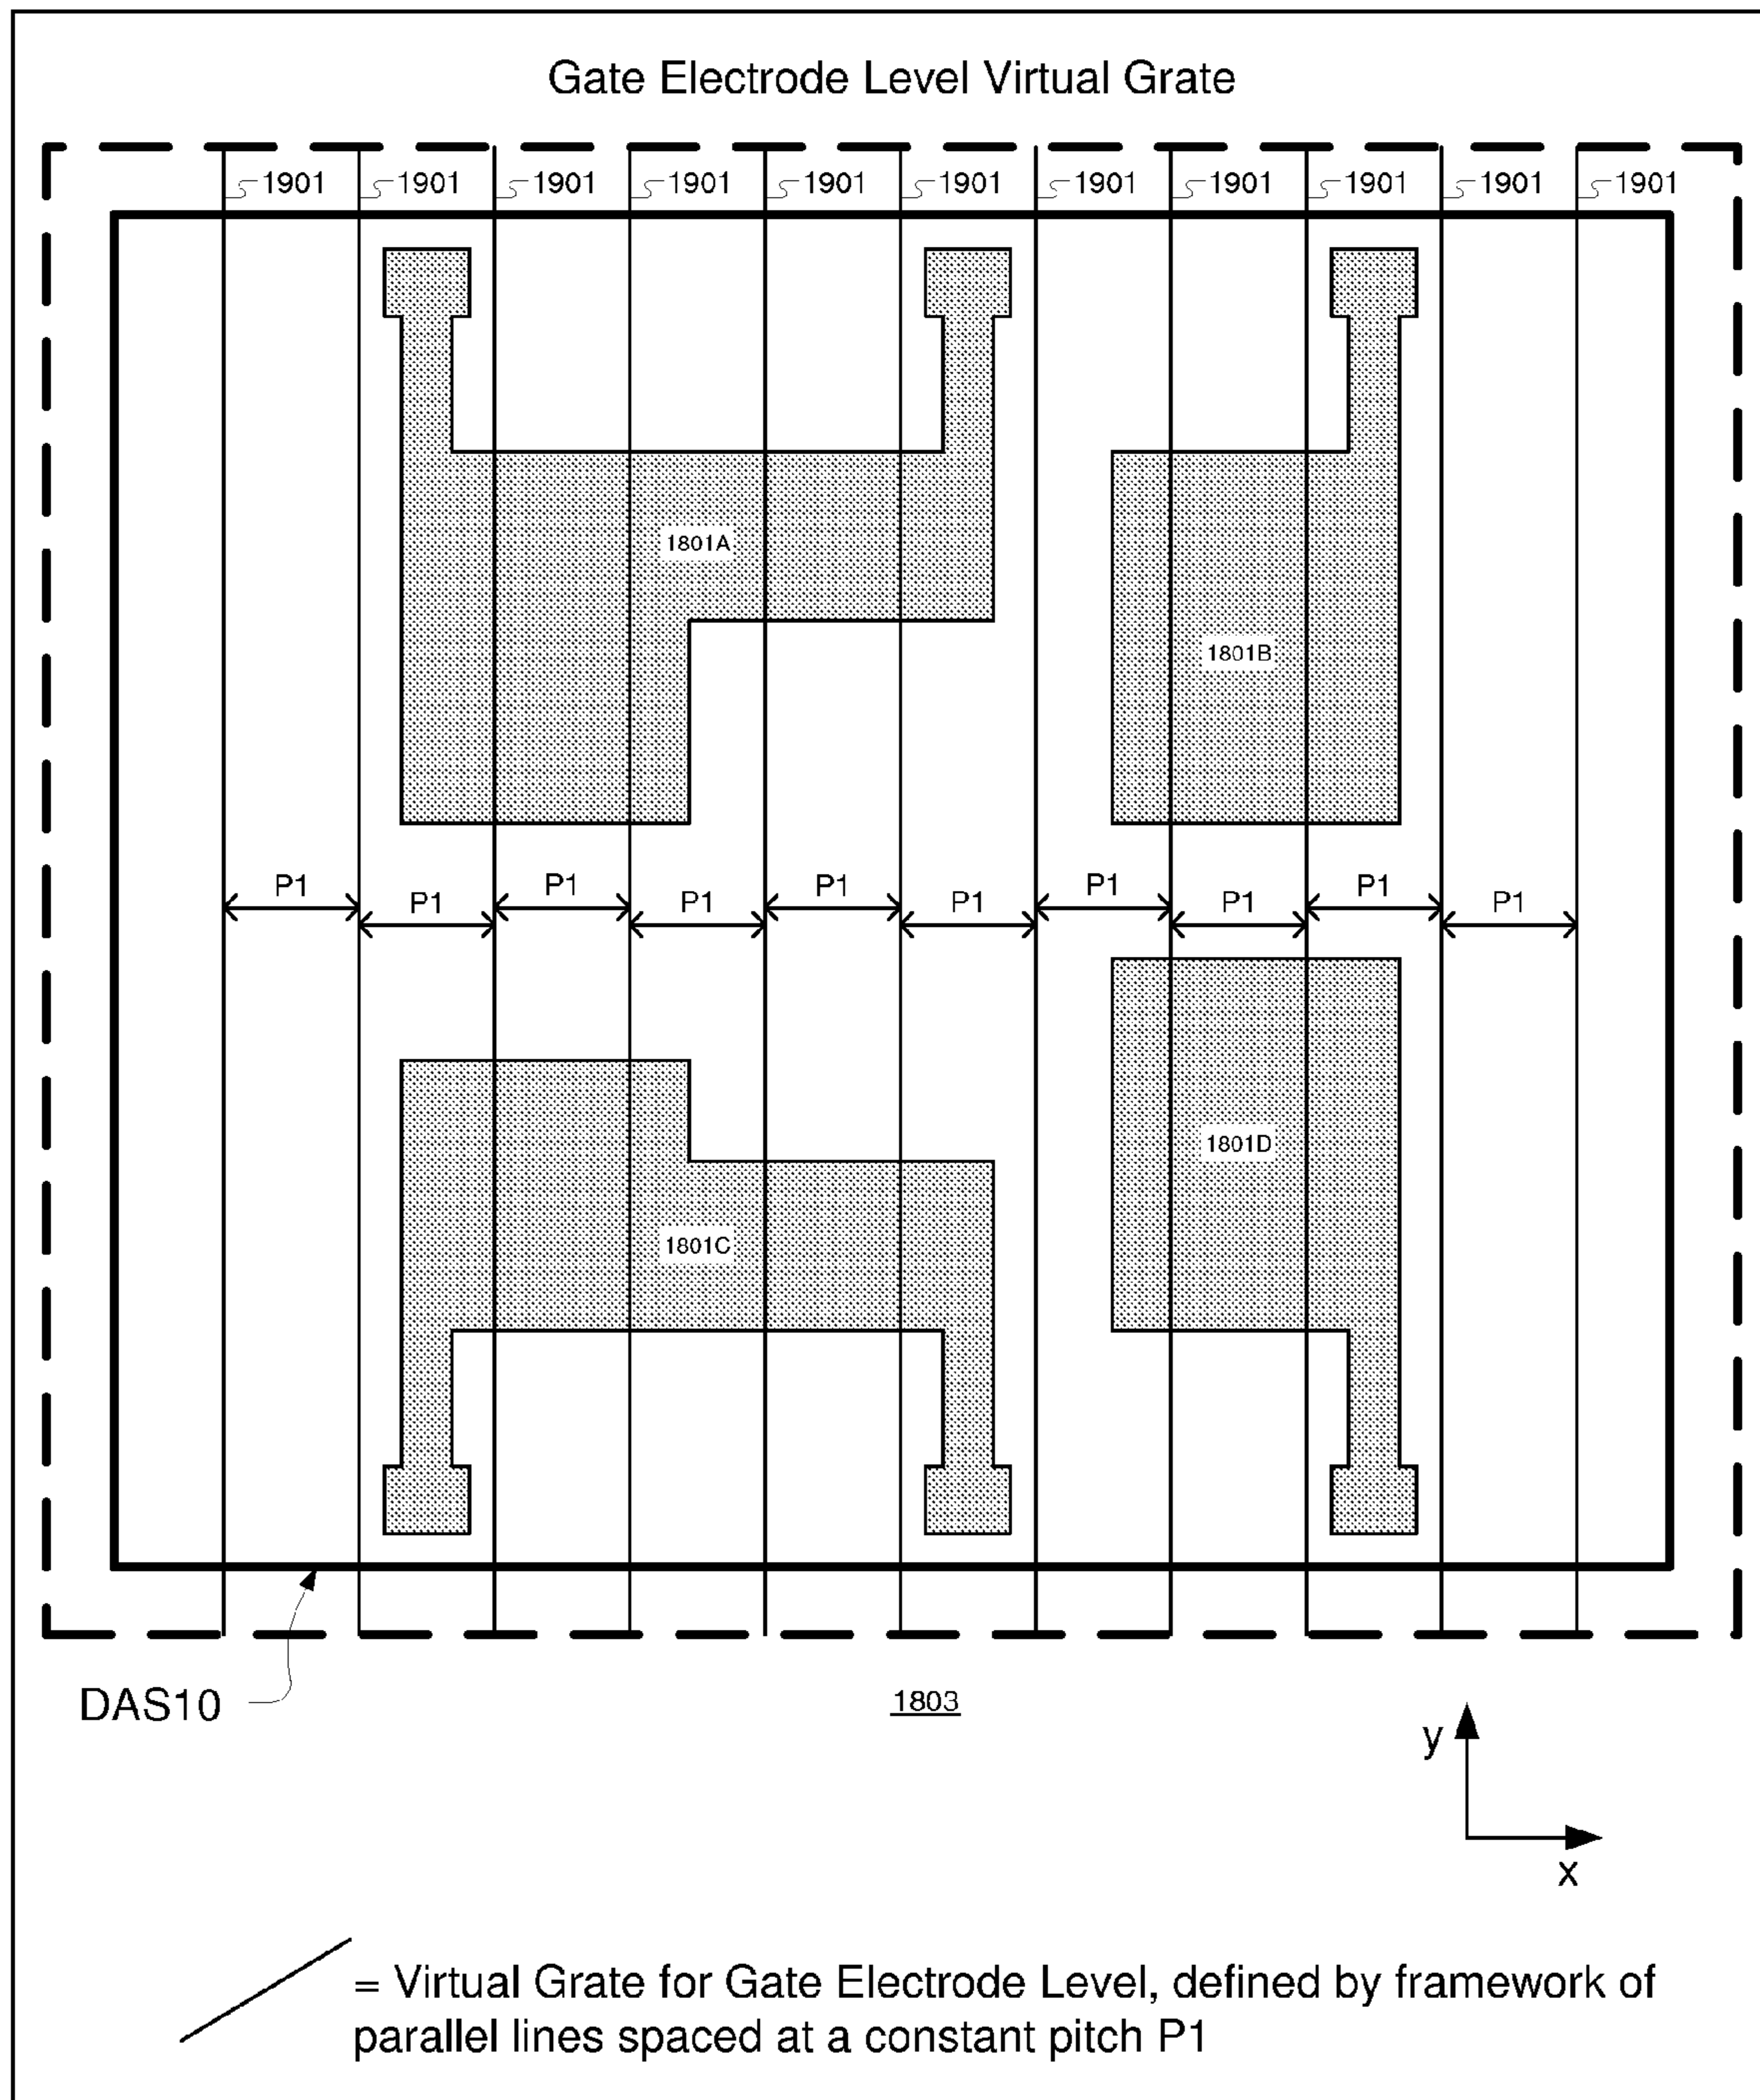 Gate Electrode Level Virtual Grate
1901 1901 1901 1901 1901 1901 1901 1901 1901 1901 1901
1801A
1801B
P1 P1 P1 P1 P1
P1 P1 P1 P1 P1
1801D
1801C
DAS10
1803
y
x
= Virtual Grate for Gate Electrode Level, defined by framework of
parallel lines spaced at a constant pitch P1